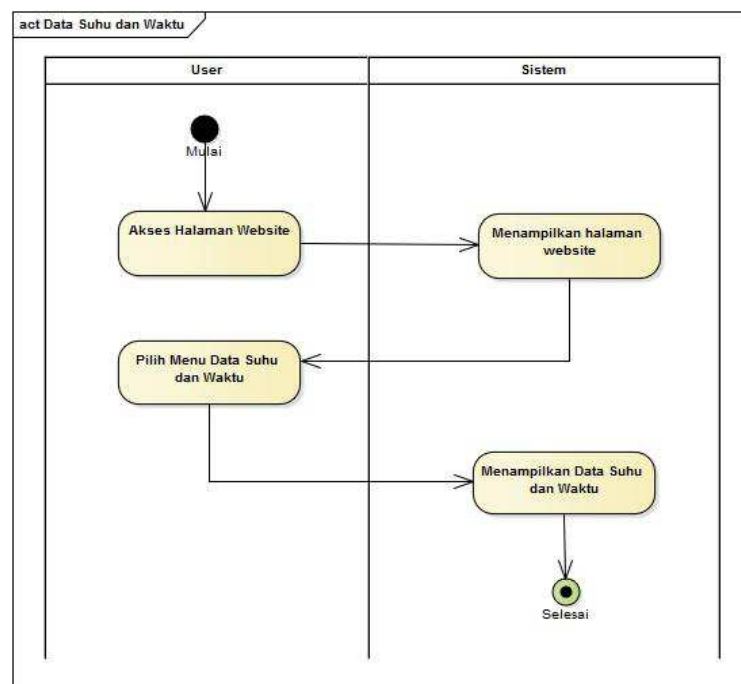 act Data Suhu dan Waktu
User
Sistem
Mulai
Akses Halaman Website
Menampilkan halaman
website
Pilih Menu Data Suhu
dan Waktu
Menampilkan Data Suhu
dan Waktu
Selesai